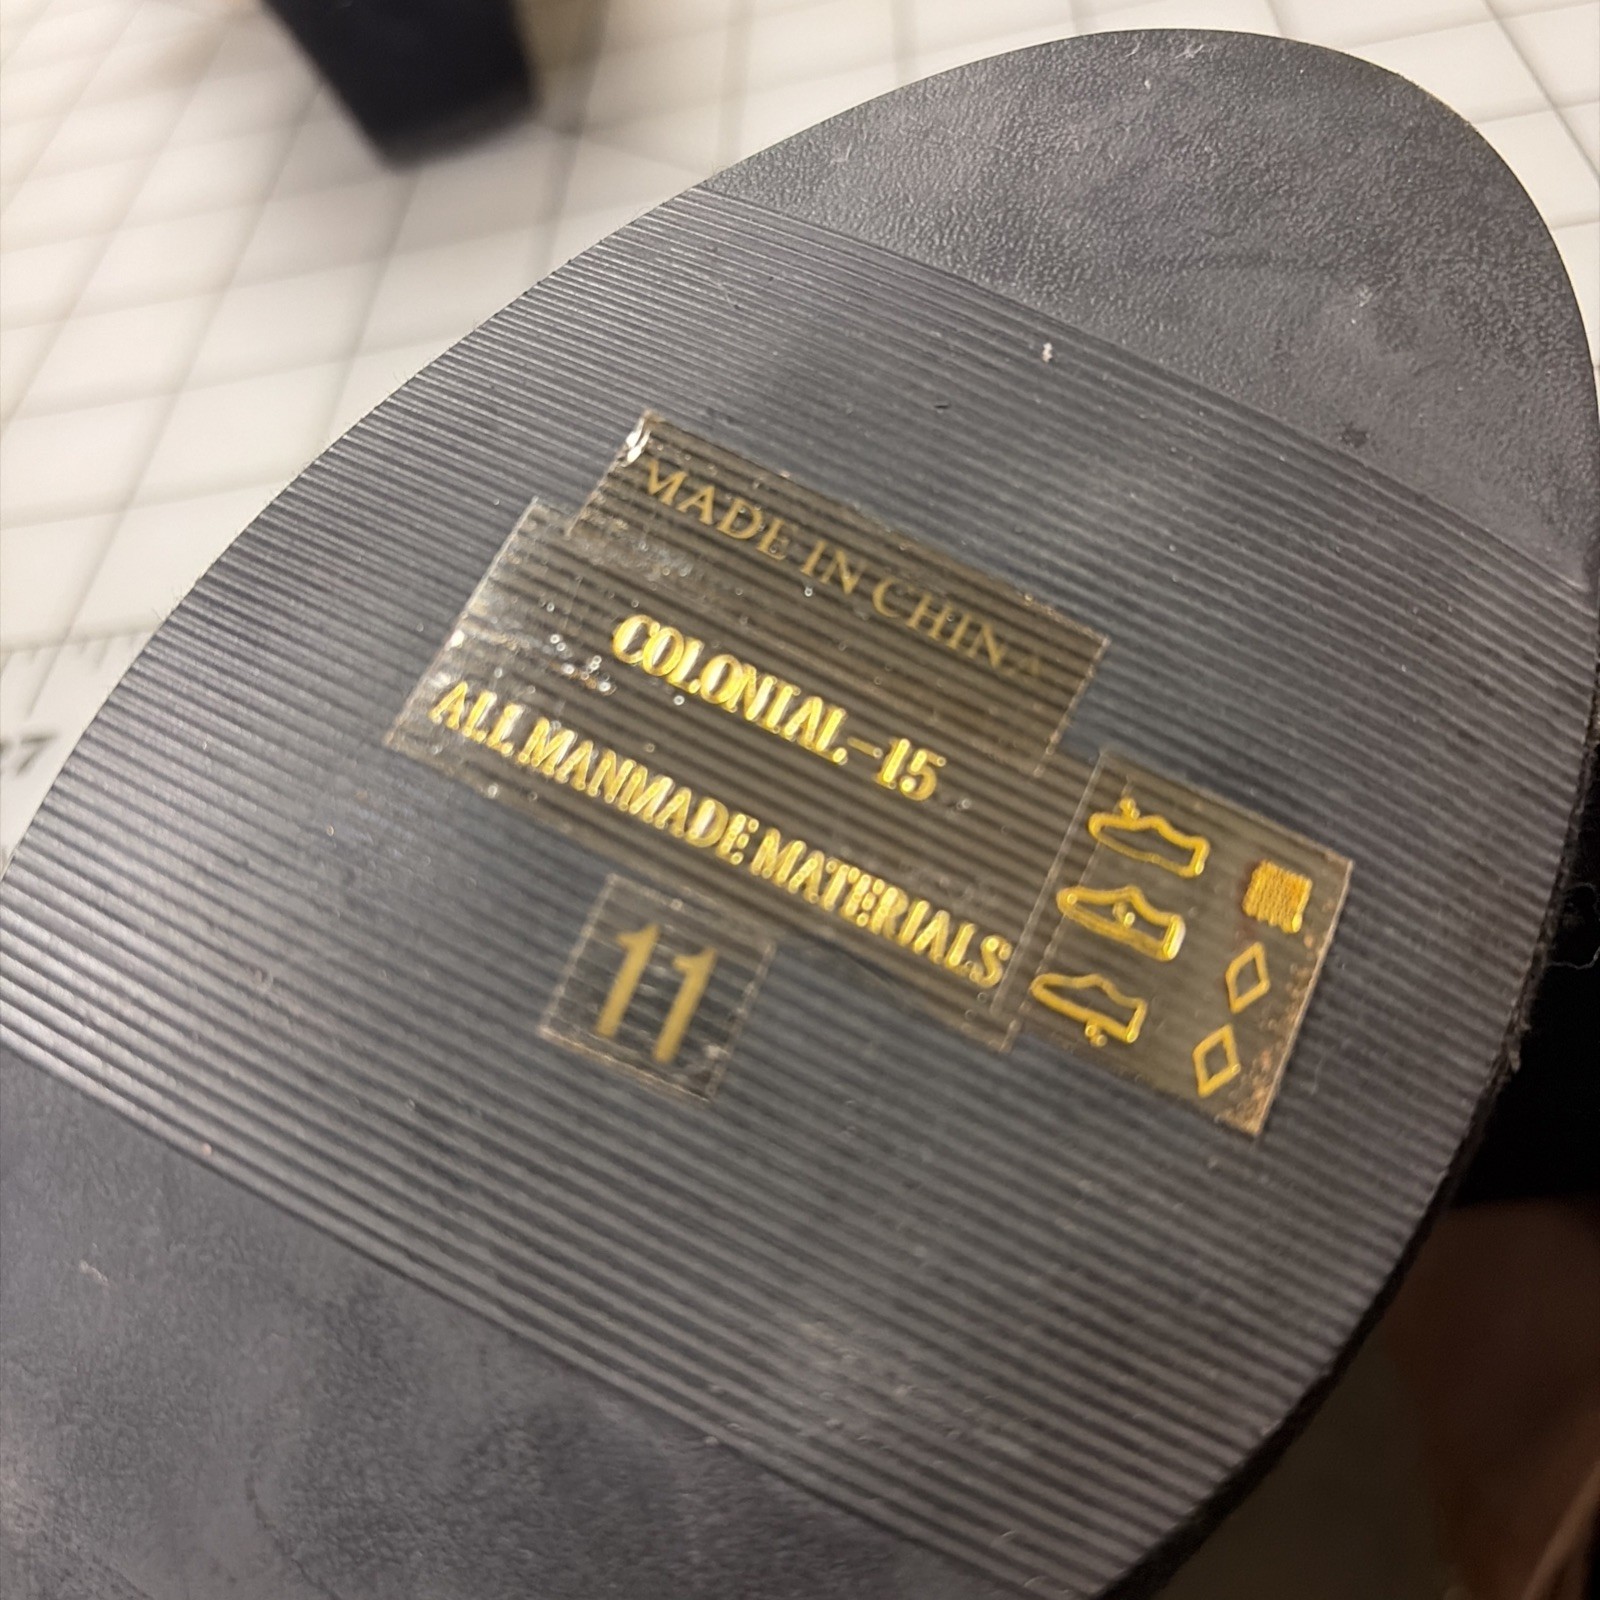 MADE IN CHINA
COLONIAL-15
ALL MANMADE MATERIALS
11